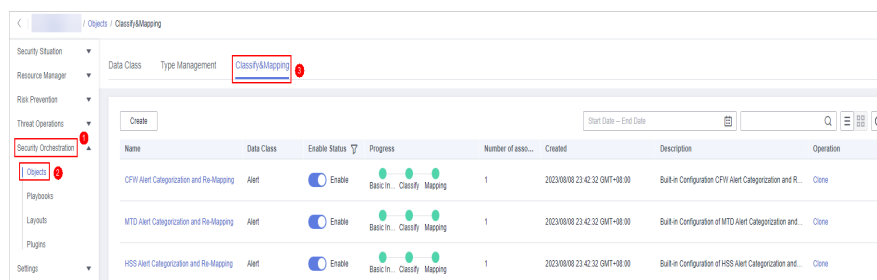 / Objects / Classify&Mapping
Security Situation
Resource Manager
Risk Prevention
Threat Operations
Security Orchestration 1
Objects 2
Playbooks
Layouts
Plugins
Settings
Data Class Type Management Classify&Mapping 3
Create
Start Date -- End Date
Name Data Class Enable Status Progress Number of asso... Created Description Operation
CFW Alert Categorization and Re-Mapping Alert Enable Basic In... Classify Mapping 1 2023/08/08 23:42:32 GMT+08:00 Built-in Configuration CFW Alert Categorization and R... Clone
MTD Alert Categorization and Re-Mapping Alert Enable Basic In... Classify Mapping 1 2023/08/08 23:42:32 GMT+08:00 Built-in Configuration of MTD Alert Categorization and... Clone
HSS Alert Categorization and Re-Mapping Alert Enable Basic In... Classify Mapping 1 2023/08/08 23:42:32 GMT+08:00 Built-in Configuration of HSS Alert Categorization and... Clone